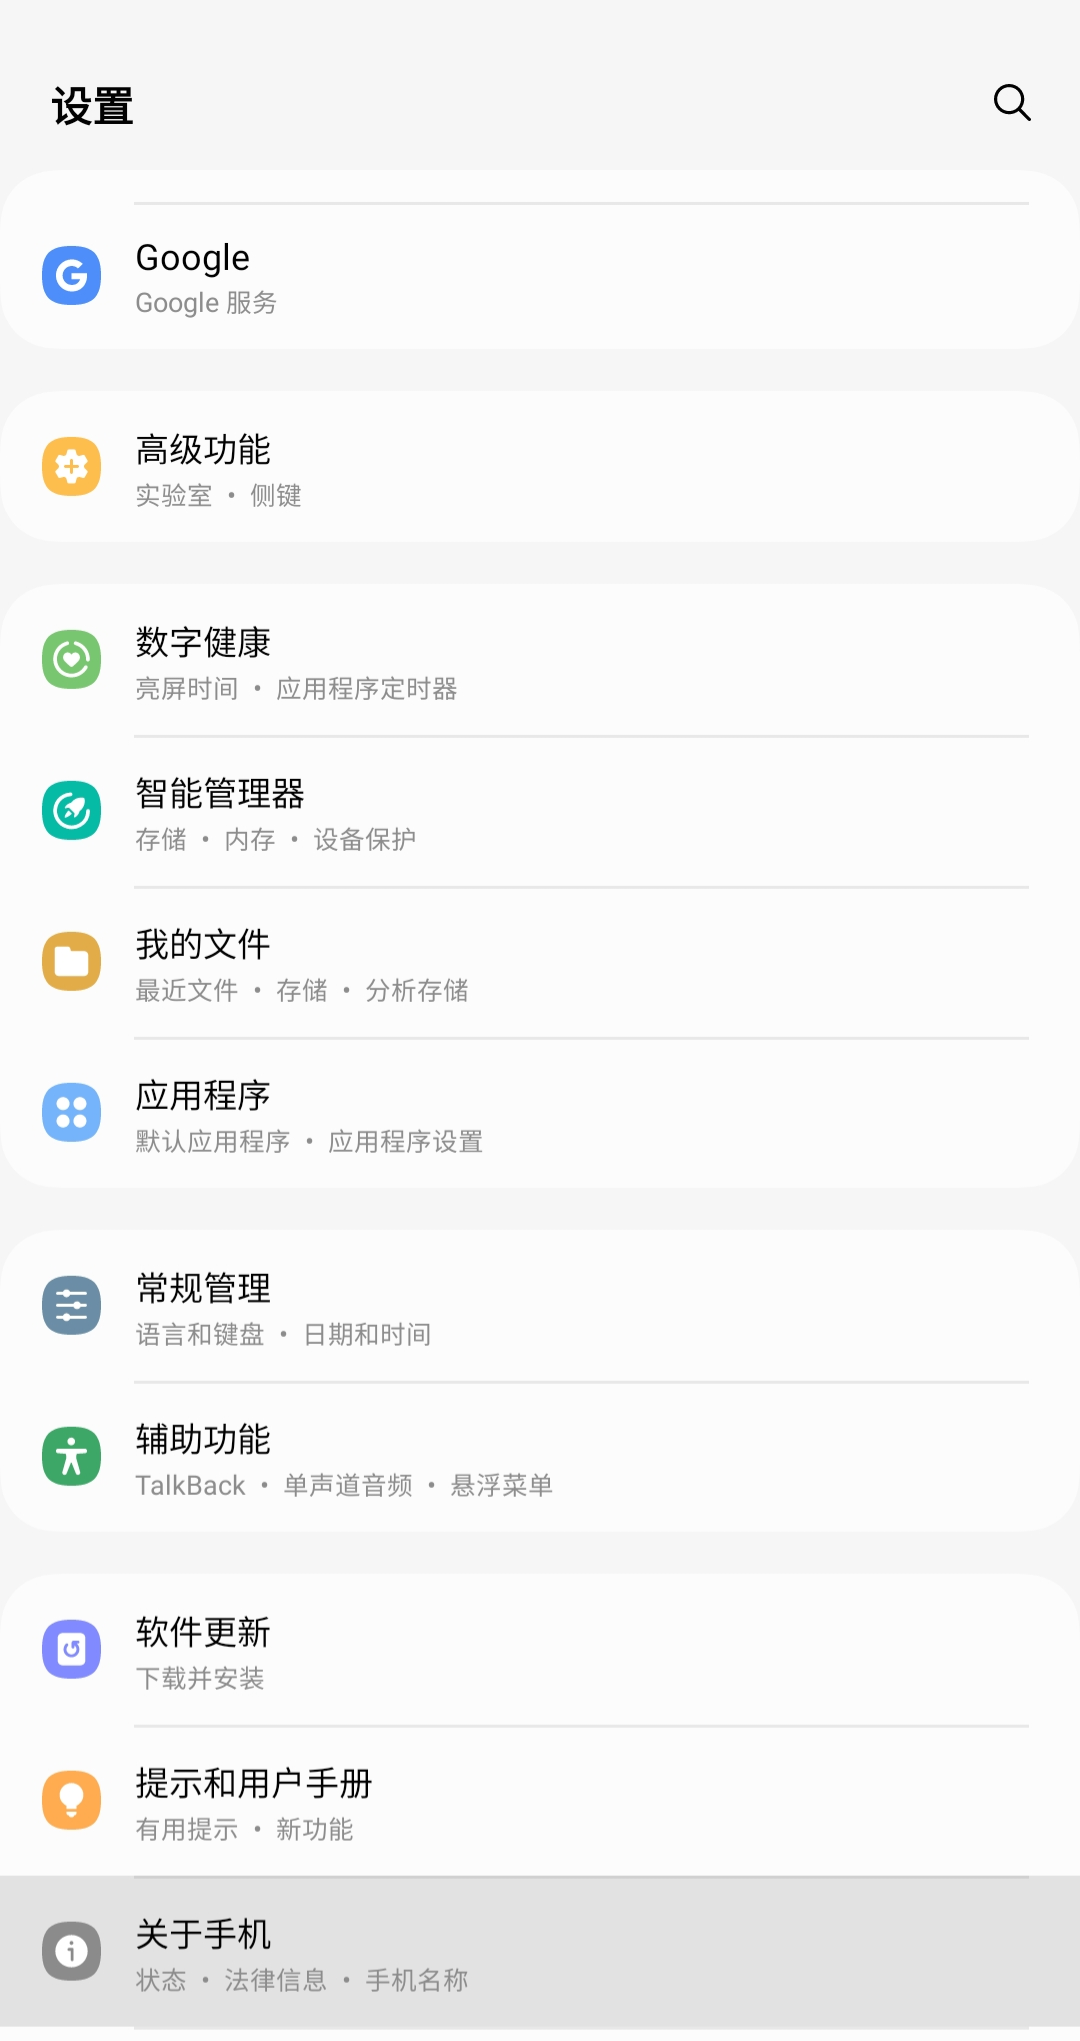 设置
Google
Google 服务
高级功能
实验室 • 侧键
数字健康
亮屏时间 • 应用程序定时器
智能管理器
存储 • 内存 • 设备保护
我的文件
最近文件 • 存储 • 分析存储
应用程序
默认应用程序 • 应用程序设置
常规管理
语言和键盘 • 日期和时间
辅助功能
TalkBack • 单声道音频 • 悬浮菜单
软件更新
下载并安装
提示和用户手册
有用提示 • 新功能
关于手机
状态 • 法律信息 • 手机名称